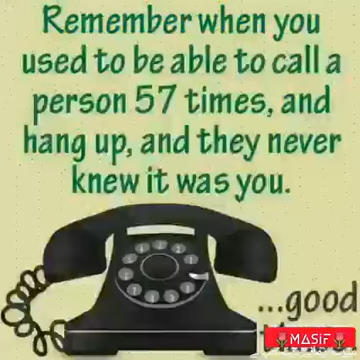 Remember when you
used to be able to call a
person 57 times, and
hang up, and they never
knew it was you.
...good
MASIF